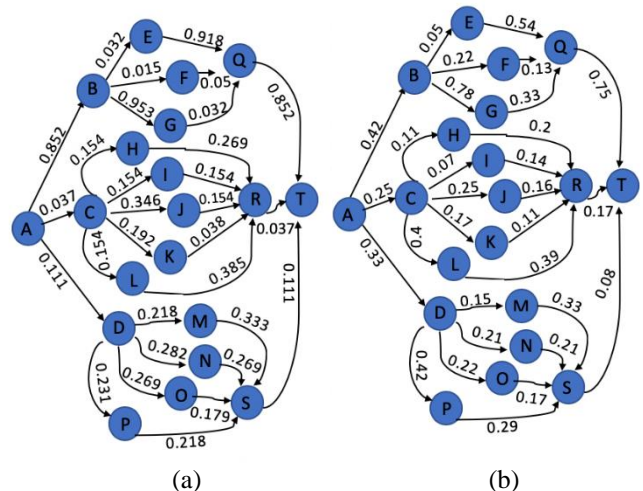 E
0.032
0.918
Q
B
0.015
F
0.05
0.953
G
0.032
0.852
0.852
H
0.269
0.154
I
0.154
0.154
A
0.037
C
0.346
J
0.154
R
T
0.037
0.192
K
0.038
0.154
L
0.385
0.111
D
0.218
M
0.333
0.111
0.282
N
0.269
0.269
O
0.179
S
0.231
P
0.218
(a)
E
0.05
0.54
Q
B
0.22
F
0.13
0.78
G
0.33
0.75
0.42
H
0.2
0.11
I
0.07
0.14
A
0.25
C
0.25
J
0.16
R
T
0.17
0.17
K
0.11
0.4
L
0.39
0.33
D
0.15
M
0.33
0.08
0.21
N
0.21
0.22
O
0.17
S
0.42
P
0.29
(b)